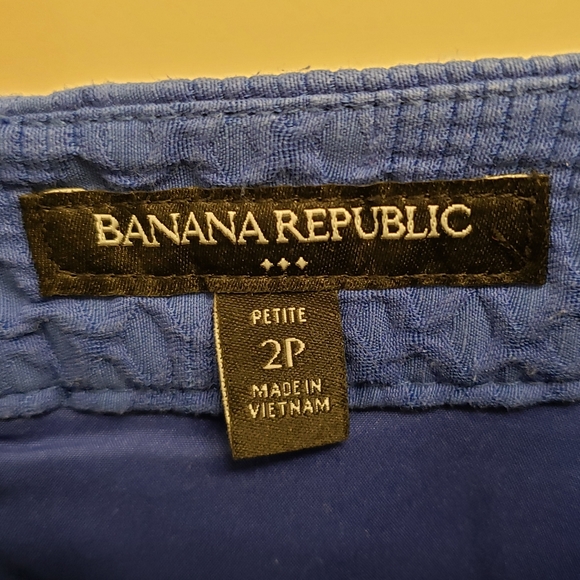 BANANA REPUBLIC
PETITE
2P
MADE IN
VIETNAM